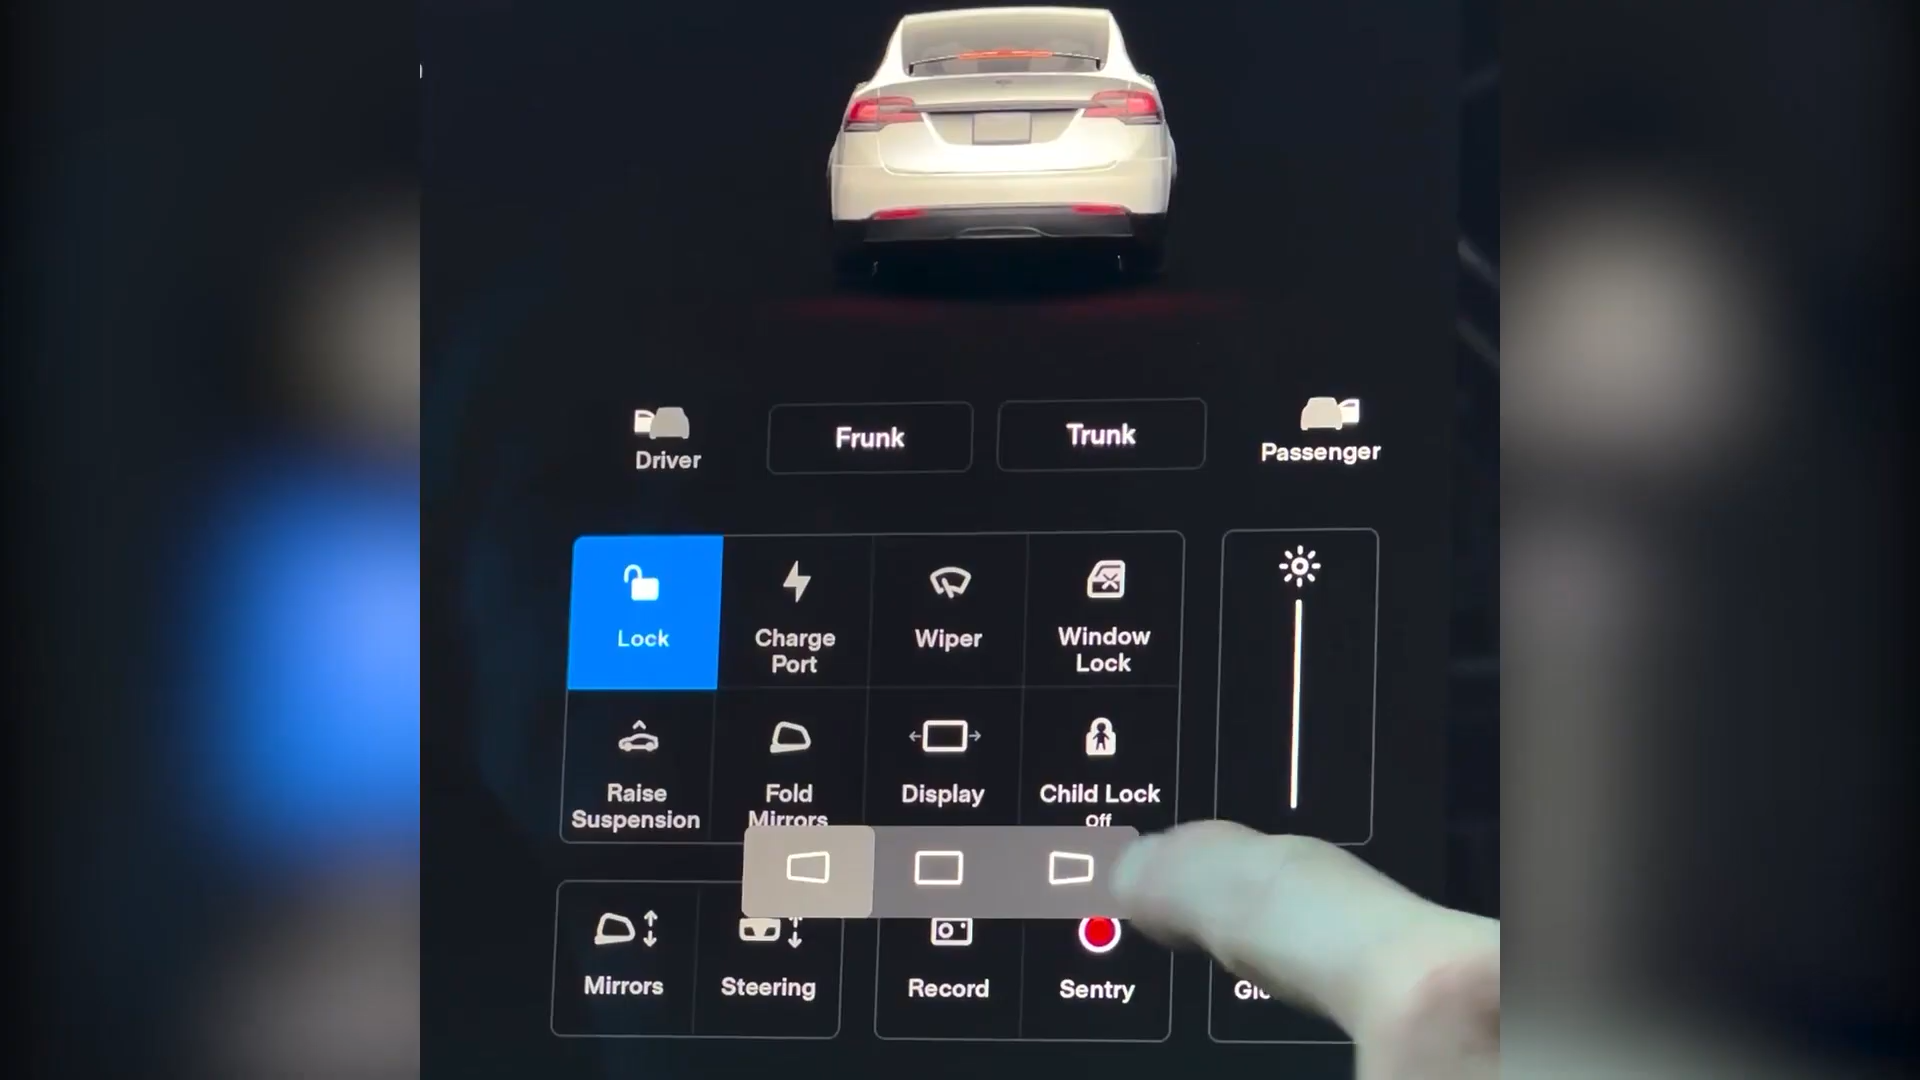 Driver
Frunk
Trunk
Passenger
Lock
Charge
Port
Wiper
Window
Lock
Raise
Suspension
Fold
Mirrors
Display
Child Lock
Off
Mirrors
Steering
Record
Sentry